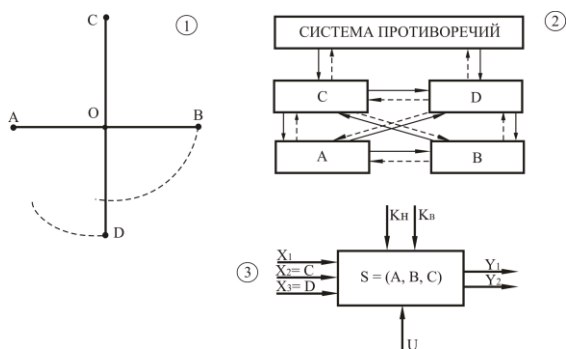 C
1
A
O
B
D
2
СИСТЕМА ПРОТИВОРЕЧИЙ
C
D
A
B
3
Kн
Kв
X1
X2= C
X3= D
S = (A, B, C)
Y1
Y2
U